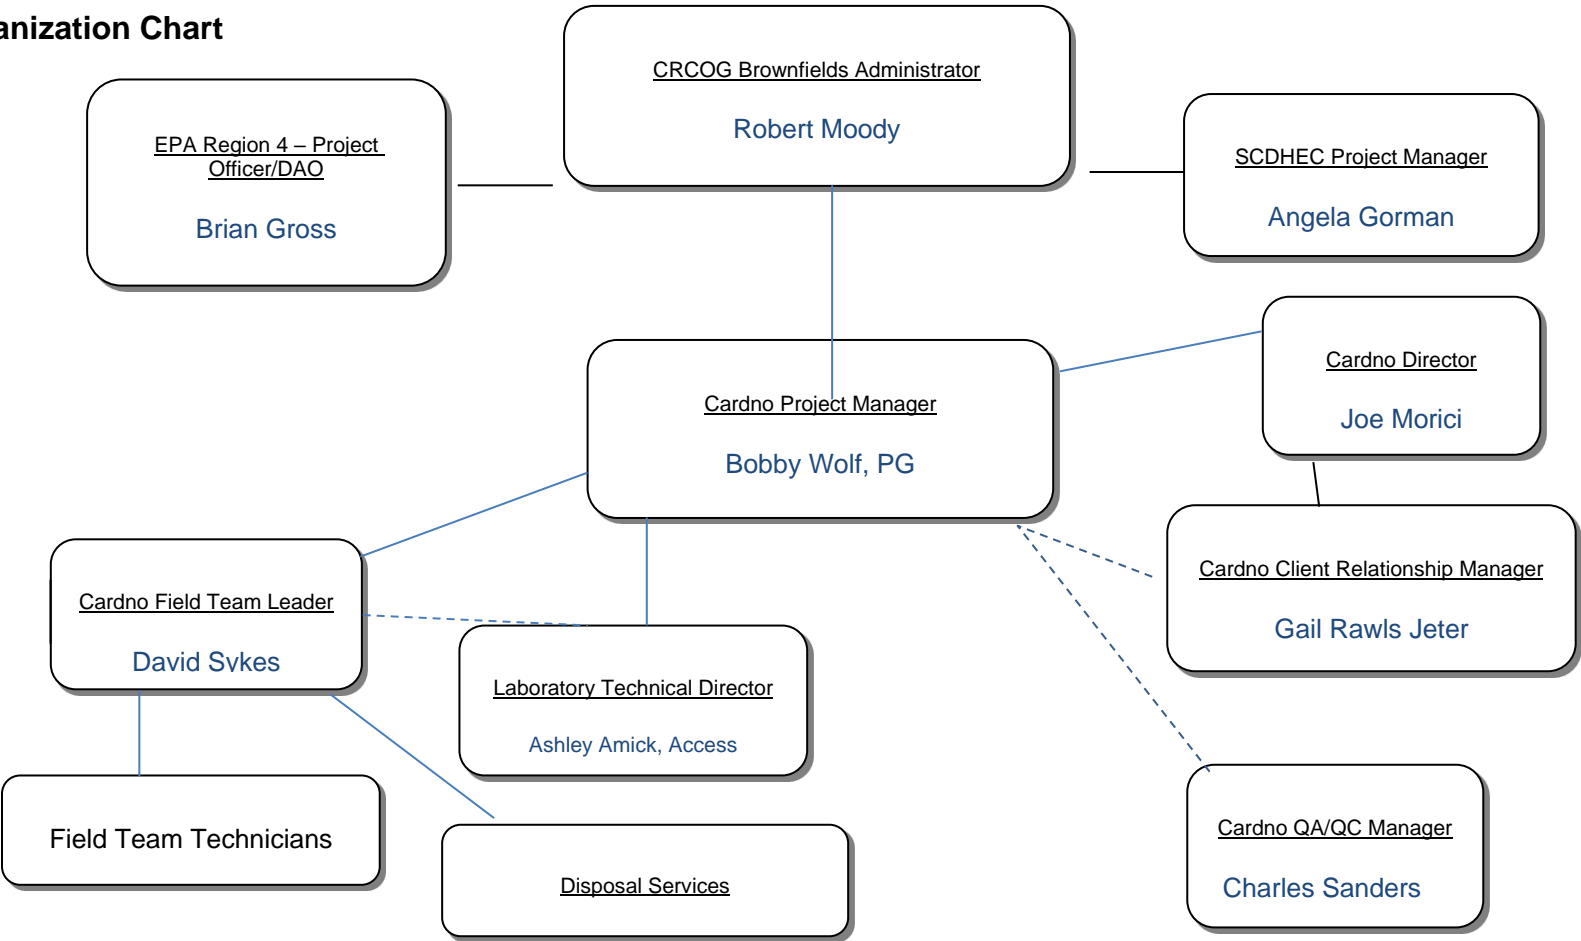 anization Chart
CRCOG Brownfields Administrator
Robert Moody
EPA Region 4 – Project
Officer/DAO
Brian Gross
SCDHEC Project Manager
Angela Gorman
Cardno Director
Joe Morici
Cardno Project Manager
Bobby Wolf, PG
Cardno Client Relationship Manager
Gail Rawls Jeter
Cardno Field Team Leader
David Sykes
Laboratory Technical Director
Ashley Amick, Access
Field Team Technicians
Disposal Services
Cardno QA/QC Manager
Charles Sanders